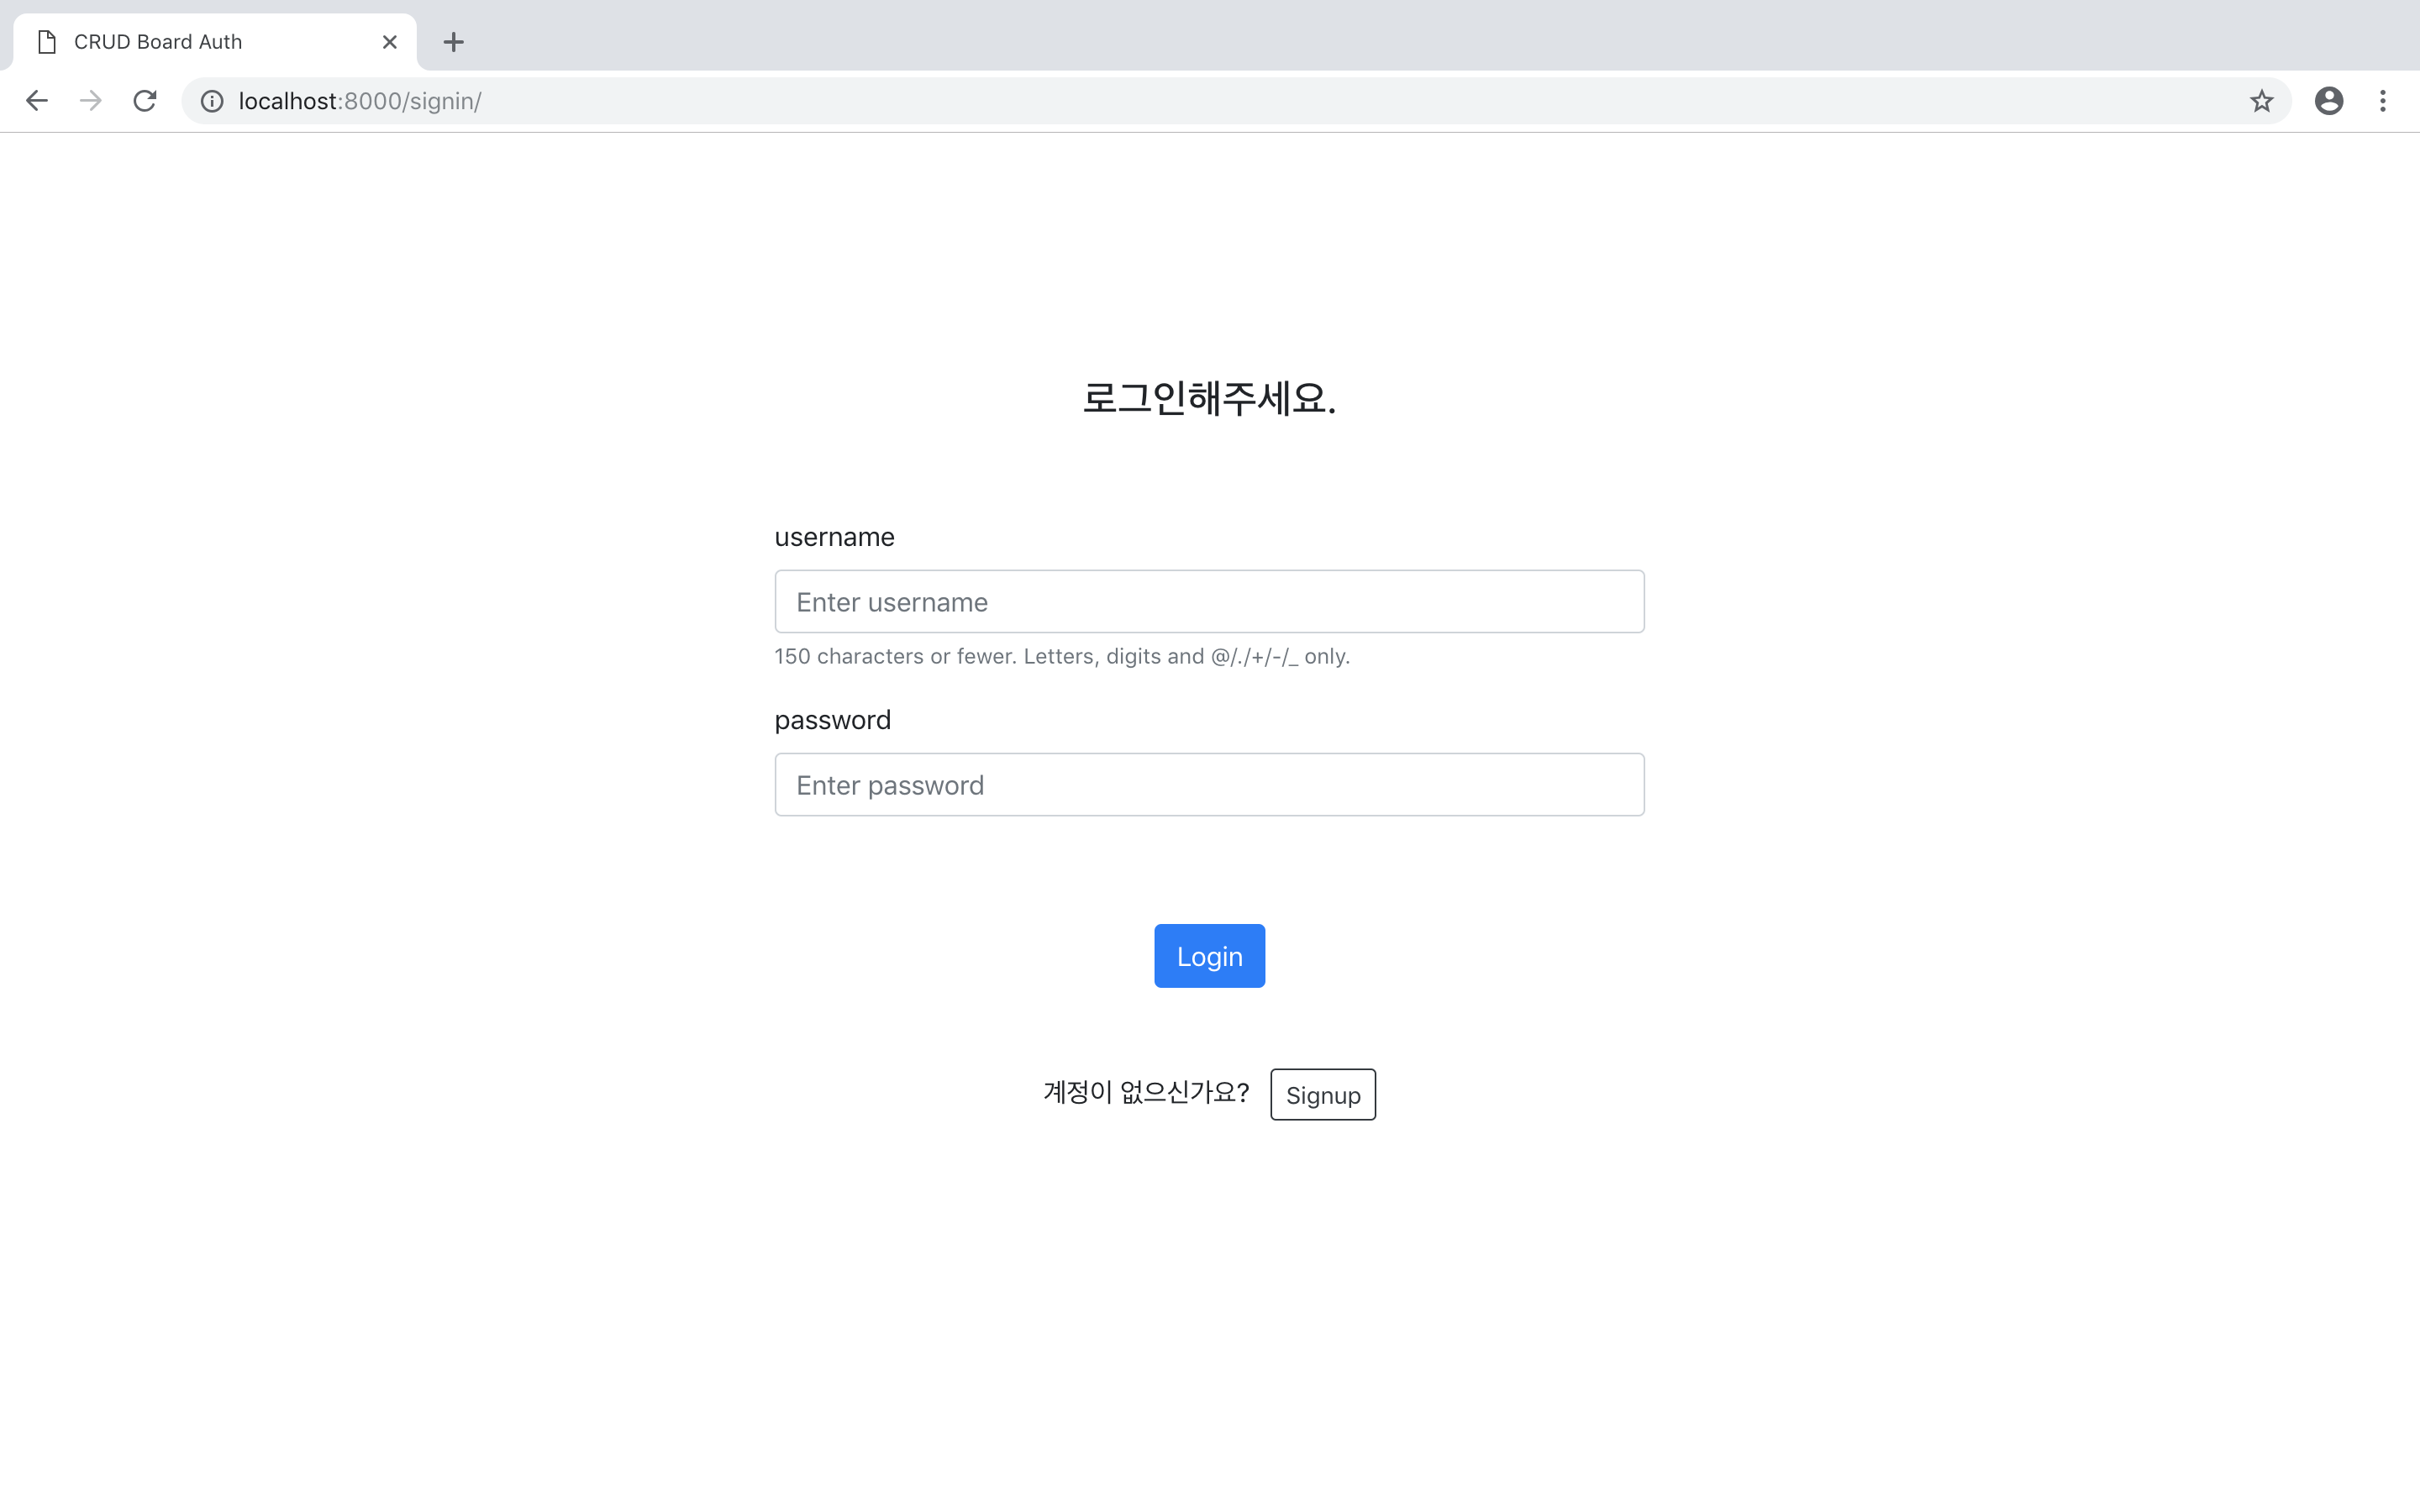 CRUD Board Auth
localhost:8000/signin/
로그인해주세요.
username
Enter username
150 characters or fewer. Letters, digits and @/./+/-/_ only.
password
Enter password
Login
계정이 없으신가요? Signup